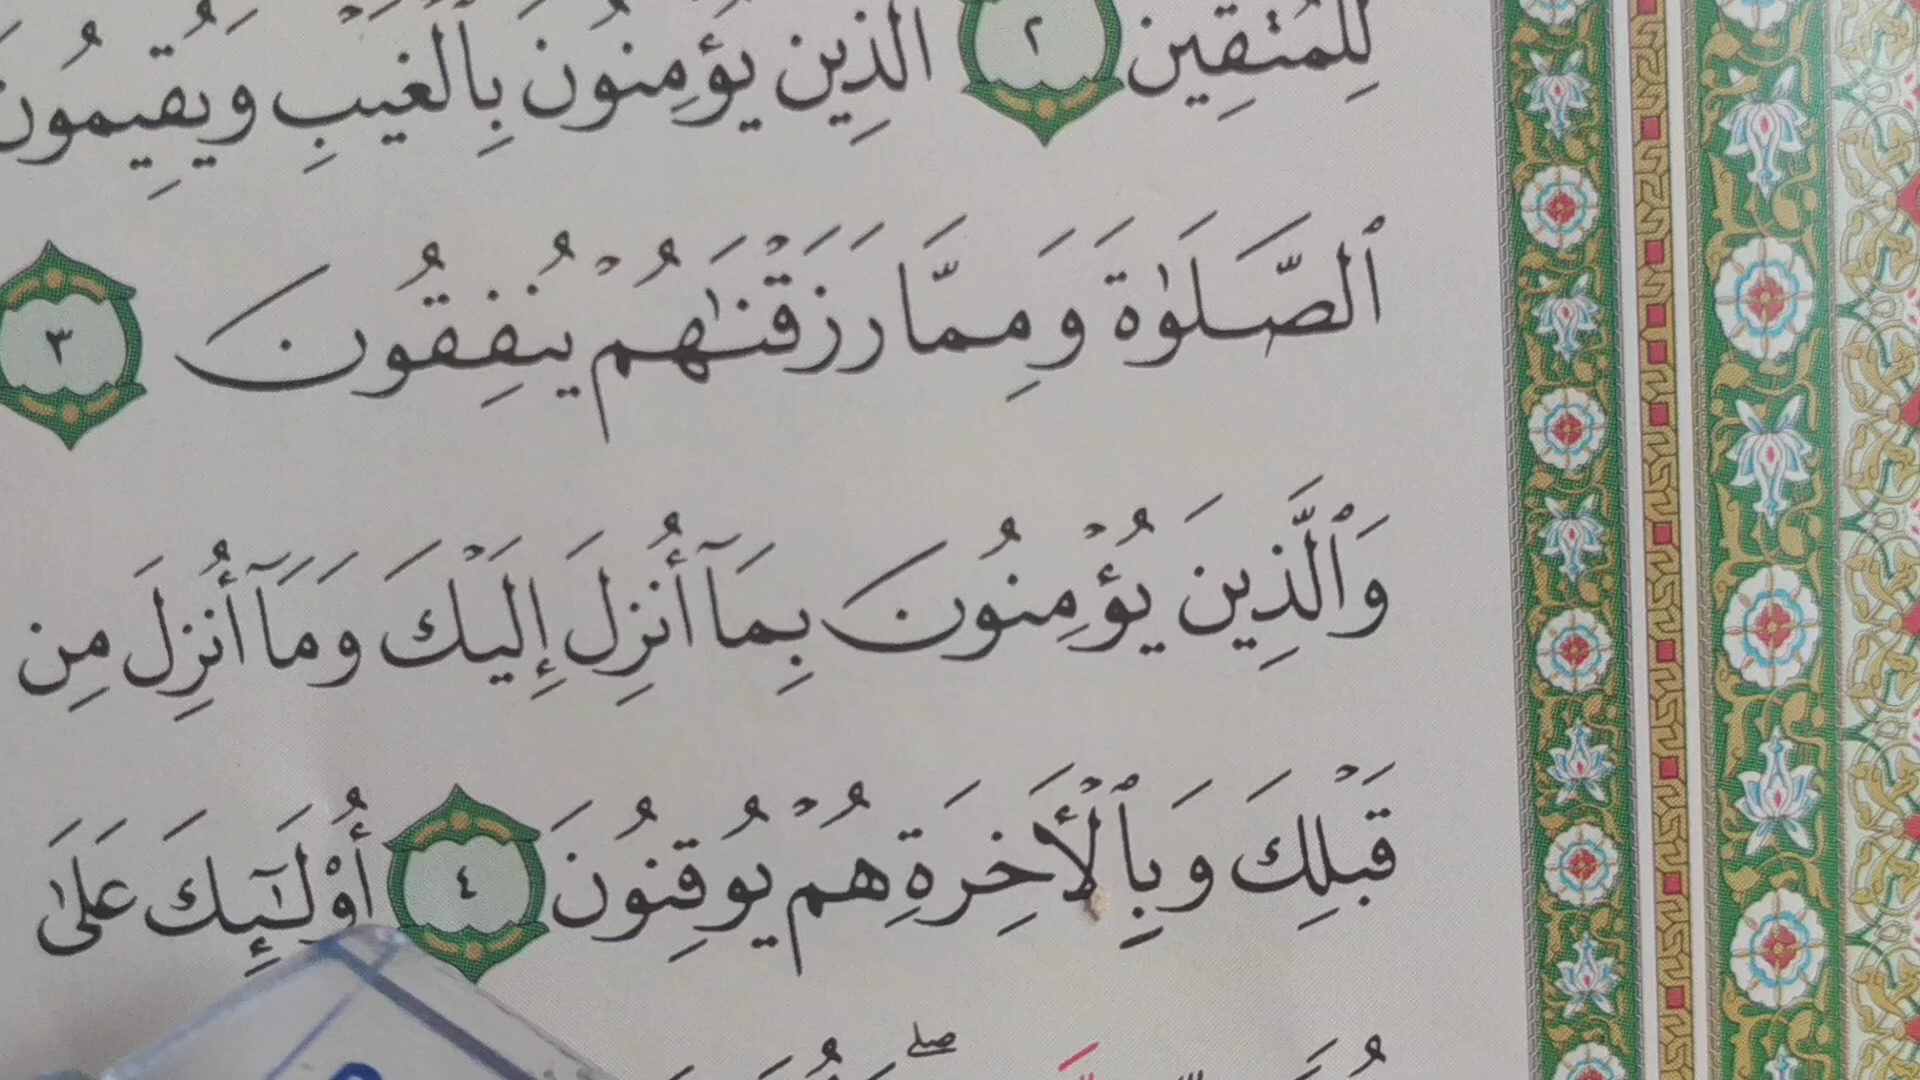 لِلْمُتَّقِينَ ٢ ٱلَّذِينَ يُؤْمِنُونَ بِٱلْغَيْبِ وَيُقِيمُونَ
ٱلصَّلَوٰةَ وَمِمَّا رَزَقْنَٰهُمْ يُنفِقُونَ ٣
وَٱلَّذِينَ يُؤْمِنُونَ بِمَآ أُنزِلَ إِلَيْكَ وَمَآ أُنزِلَ مِن
قَبْلِكَ وَبِٱلْأَخِرَةِ هُمْ يُوقِنُونَ ٤ أُوْلَٰٓئِكَ عَلَىٰ